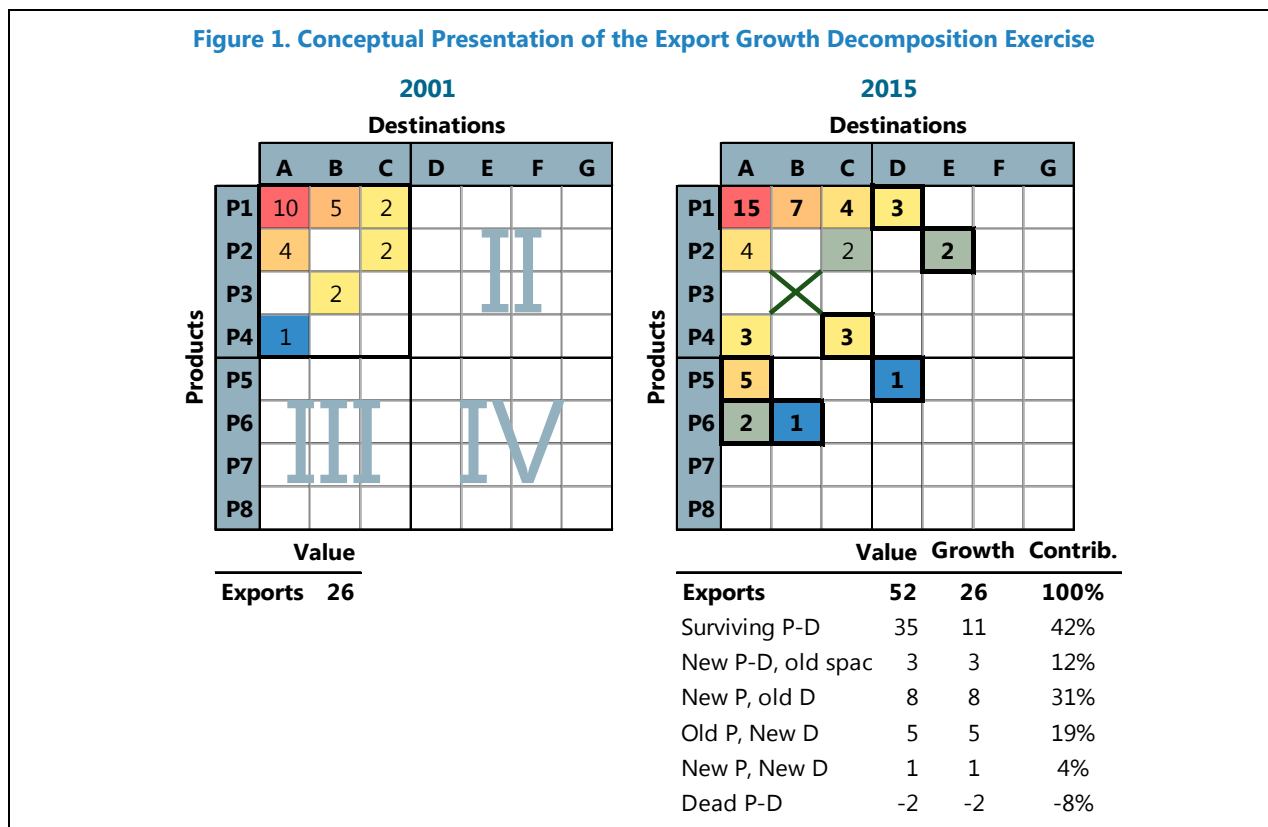 Figure 1. Conceptual Presentation of the Export Growth Decomposition Exercise
2001
Destinations
A B C D E F G
Products
P1 10 5 2
P2 4 2
P3 2
P4 1
P5
P6
P7
P8
II
III IV
Value
Exports 26
2015
Destinations
A B C D E F G
Products
P1 15 7 4 3
P2 4 2 2
P3
P4 3 3
P5 5 1
P6 2 1
P7
P8
Value Growth Contrib.
Exports 52 26 100%
Surviving P-D 35 11 42%
New P-D, old spac 3 3 12%
New P, old D 8 8 31%
Old P, New D 5 5 19%
New P, New D 1 1 4%
Dead P-D -2 -2 -8%